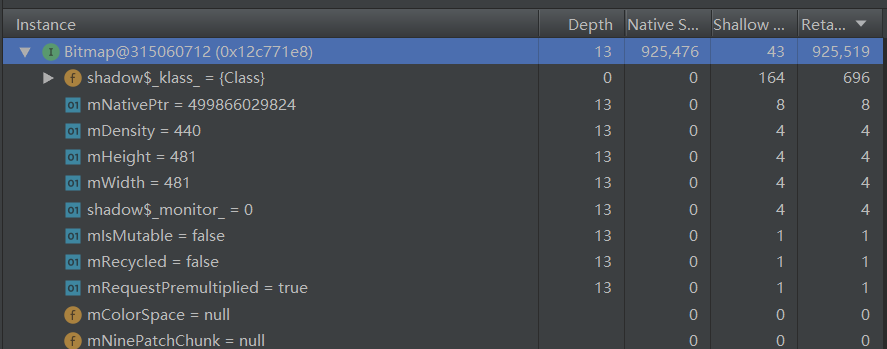 Instance Depth Native S... Shallow ... Reta...
I Bitmap@315060712 (0x12c771e8) 13 925,476 43 925,519
f shadow$_klass_ = {Class} 0 0 164 696
01 mNativePtr = 499866029824 13 0 8 8
01 mDensity = 440 13 0 4 4
01 mHeight = 481 13 0 4 4
01 mWidth = 481 13 0 4 4
01 shadow$_monitor_ = 0 13 0 4 4
01 mIsMutable = false 13 0 1 1
01 mRecycled = false 13 0 1 1
01 mRequestPremultiplied = true 13 0 1 1
f mColorSpace = null 0 0 0
f mNinePatchChunk = null 0 0 0